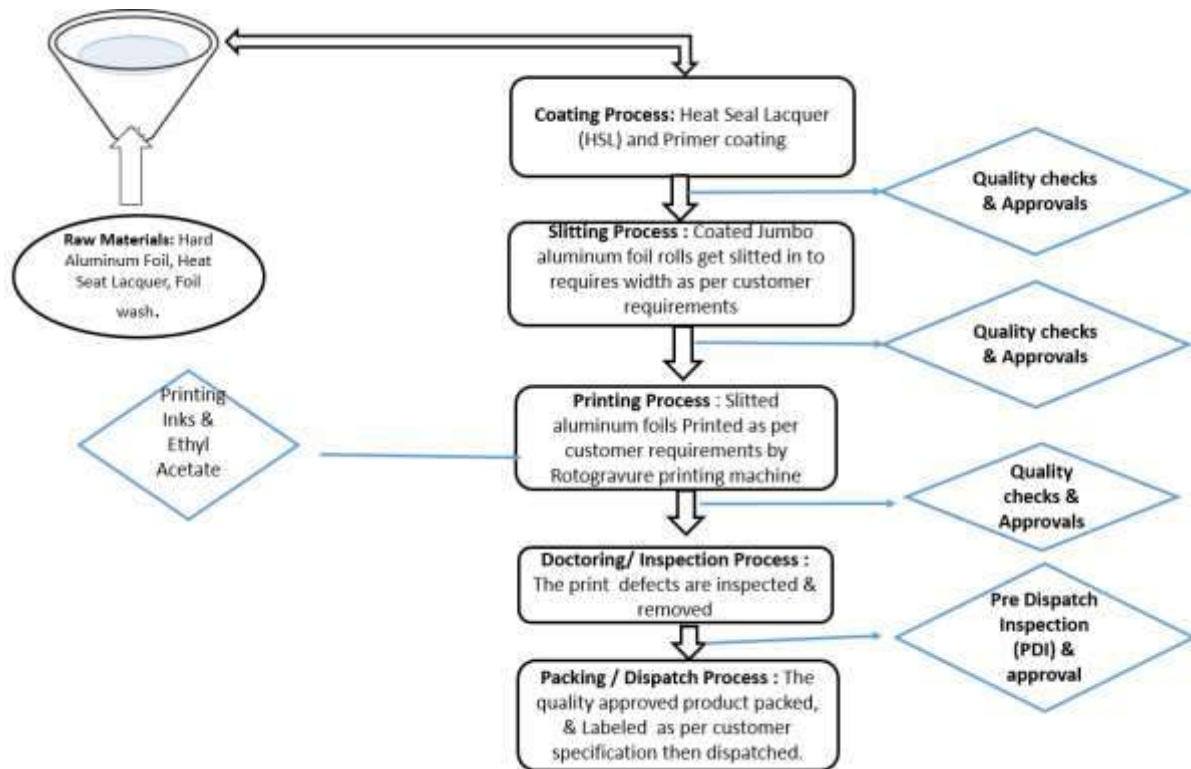 Coating Process: Heat Seal Lacquer
(HSL) and Primer coating
Quality checks
& Approvals
Raw Materials: Hard
Aluminum Foil, Heat
Seat Lacquer, Foil
wash.
Slitting Process : Coated Jumbo
aluminum foil rolls get slitted in to
requires width as per customer
requirements
Quality checks
& Approvals
Printing
Inks &
Ethyl
Acetate
Printing Process : Slitted
aluminum foils Printed as per
customer requirements by
Rotogravure printing machine
Quality
checks &
Approvals
Doctoring/ Inspection Process :
The print defects are inspected &
removed
Pre Dispatch
Inspection
(PDI) &
approval
Packing / Dispatch Process : The
quality approved product packed,
& Labeled as per customer
specification then dispatched.